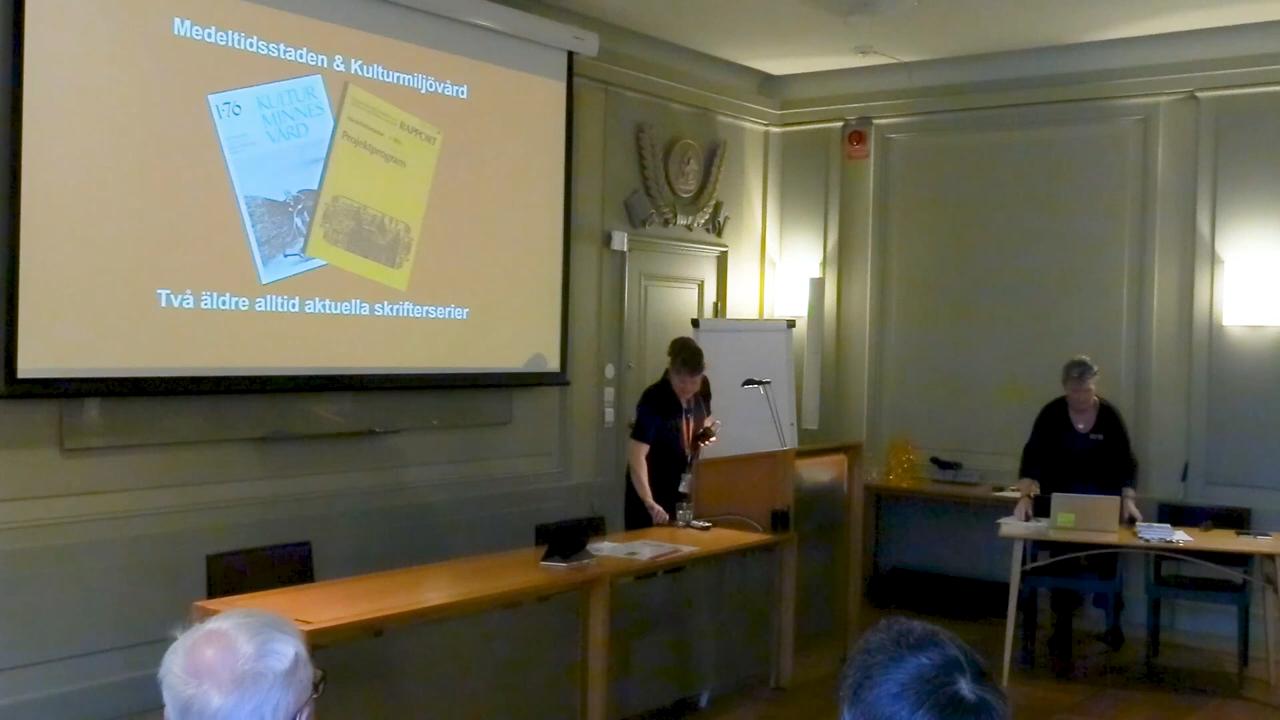 Medeltidsstaden & Kulturmiljövård
1-76
KULTUR
MINNES
VÅRD
RAPPORT
Projektprogram
Två äldre alltid aktuella skrifterserier